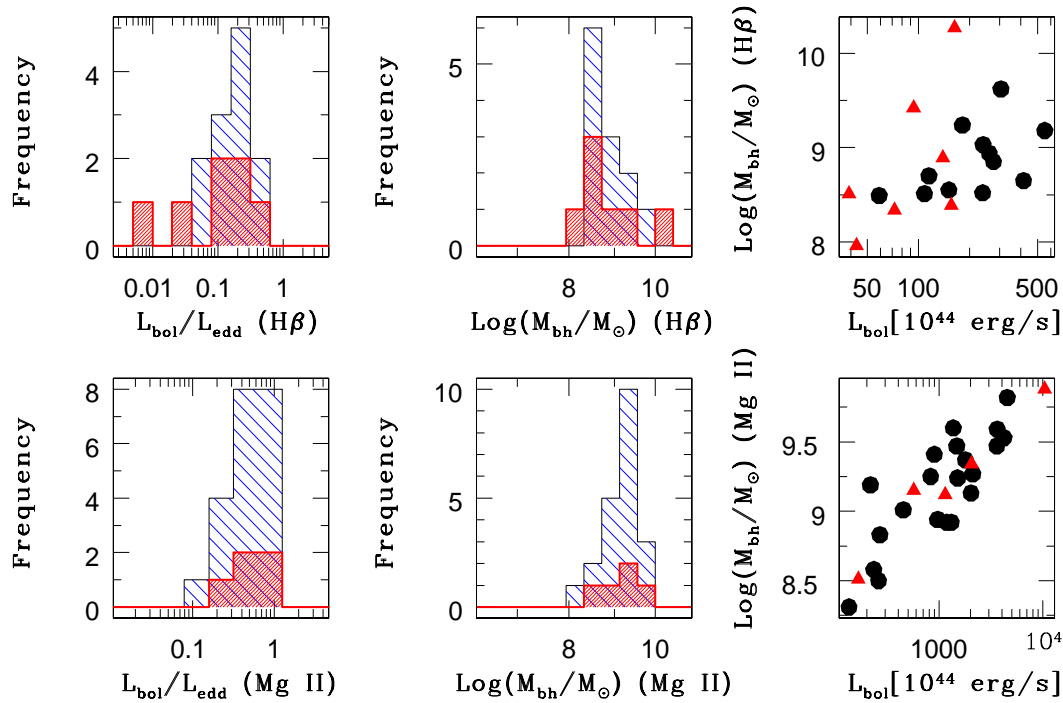 Frequency
4
2
0
0.01 0.1 1
L_bol/L_edd (Hβ)
Frequency
5
0
8 10
Log(M_bh/M_⊙) (Hβ)
Log(M_bh/M_⊙) (Hβ)
10
9
8
50 100 500
L_bol[10^44 erg/s]
Frequency
8
6
4
2
0
0.1 1
L_bol/L_edd (Mg II)
Frequency
10
5
0
8 10
Log(M_bh/M_⊙) (Mg II)
Log(M_bh/M_⊙) (Mg II)
9.5
9
8.5
1000 10^4
L_bol[10^44 erg/s]